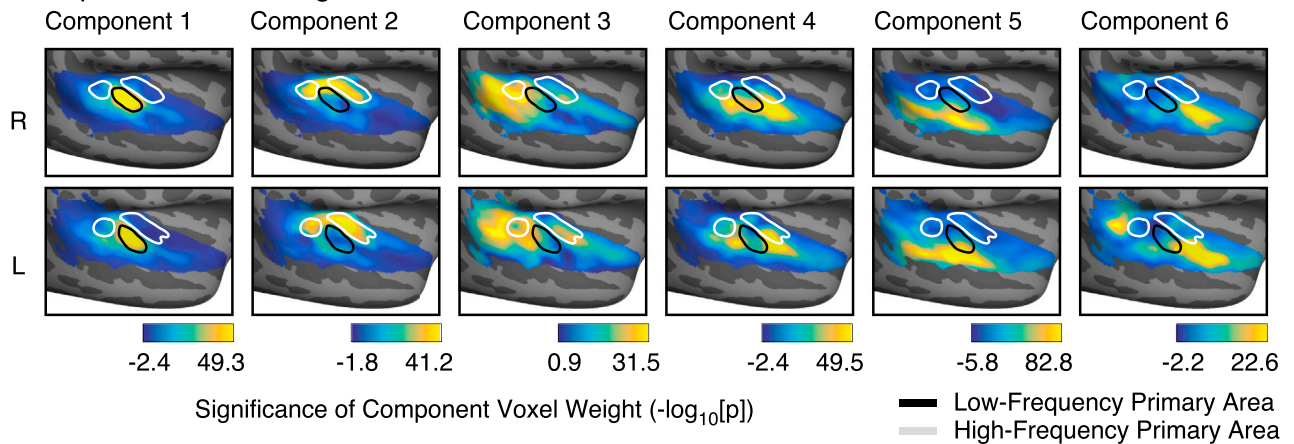 Component 1 Component 2 Component 3 Component 4 Component 5 Component 6
R
L
-2.4 49.3 -1.8 41.2 0.9 31.5 -2.4 49.5 -5.8 82.8 -2.2 22.6
Significance of Component Voxel Weight (-log10[p])
Low-Frequency Primary Area
High-Frequency Primary Area